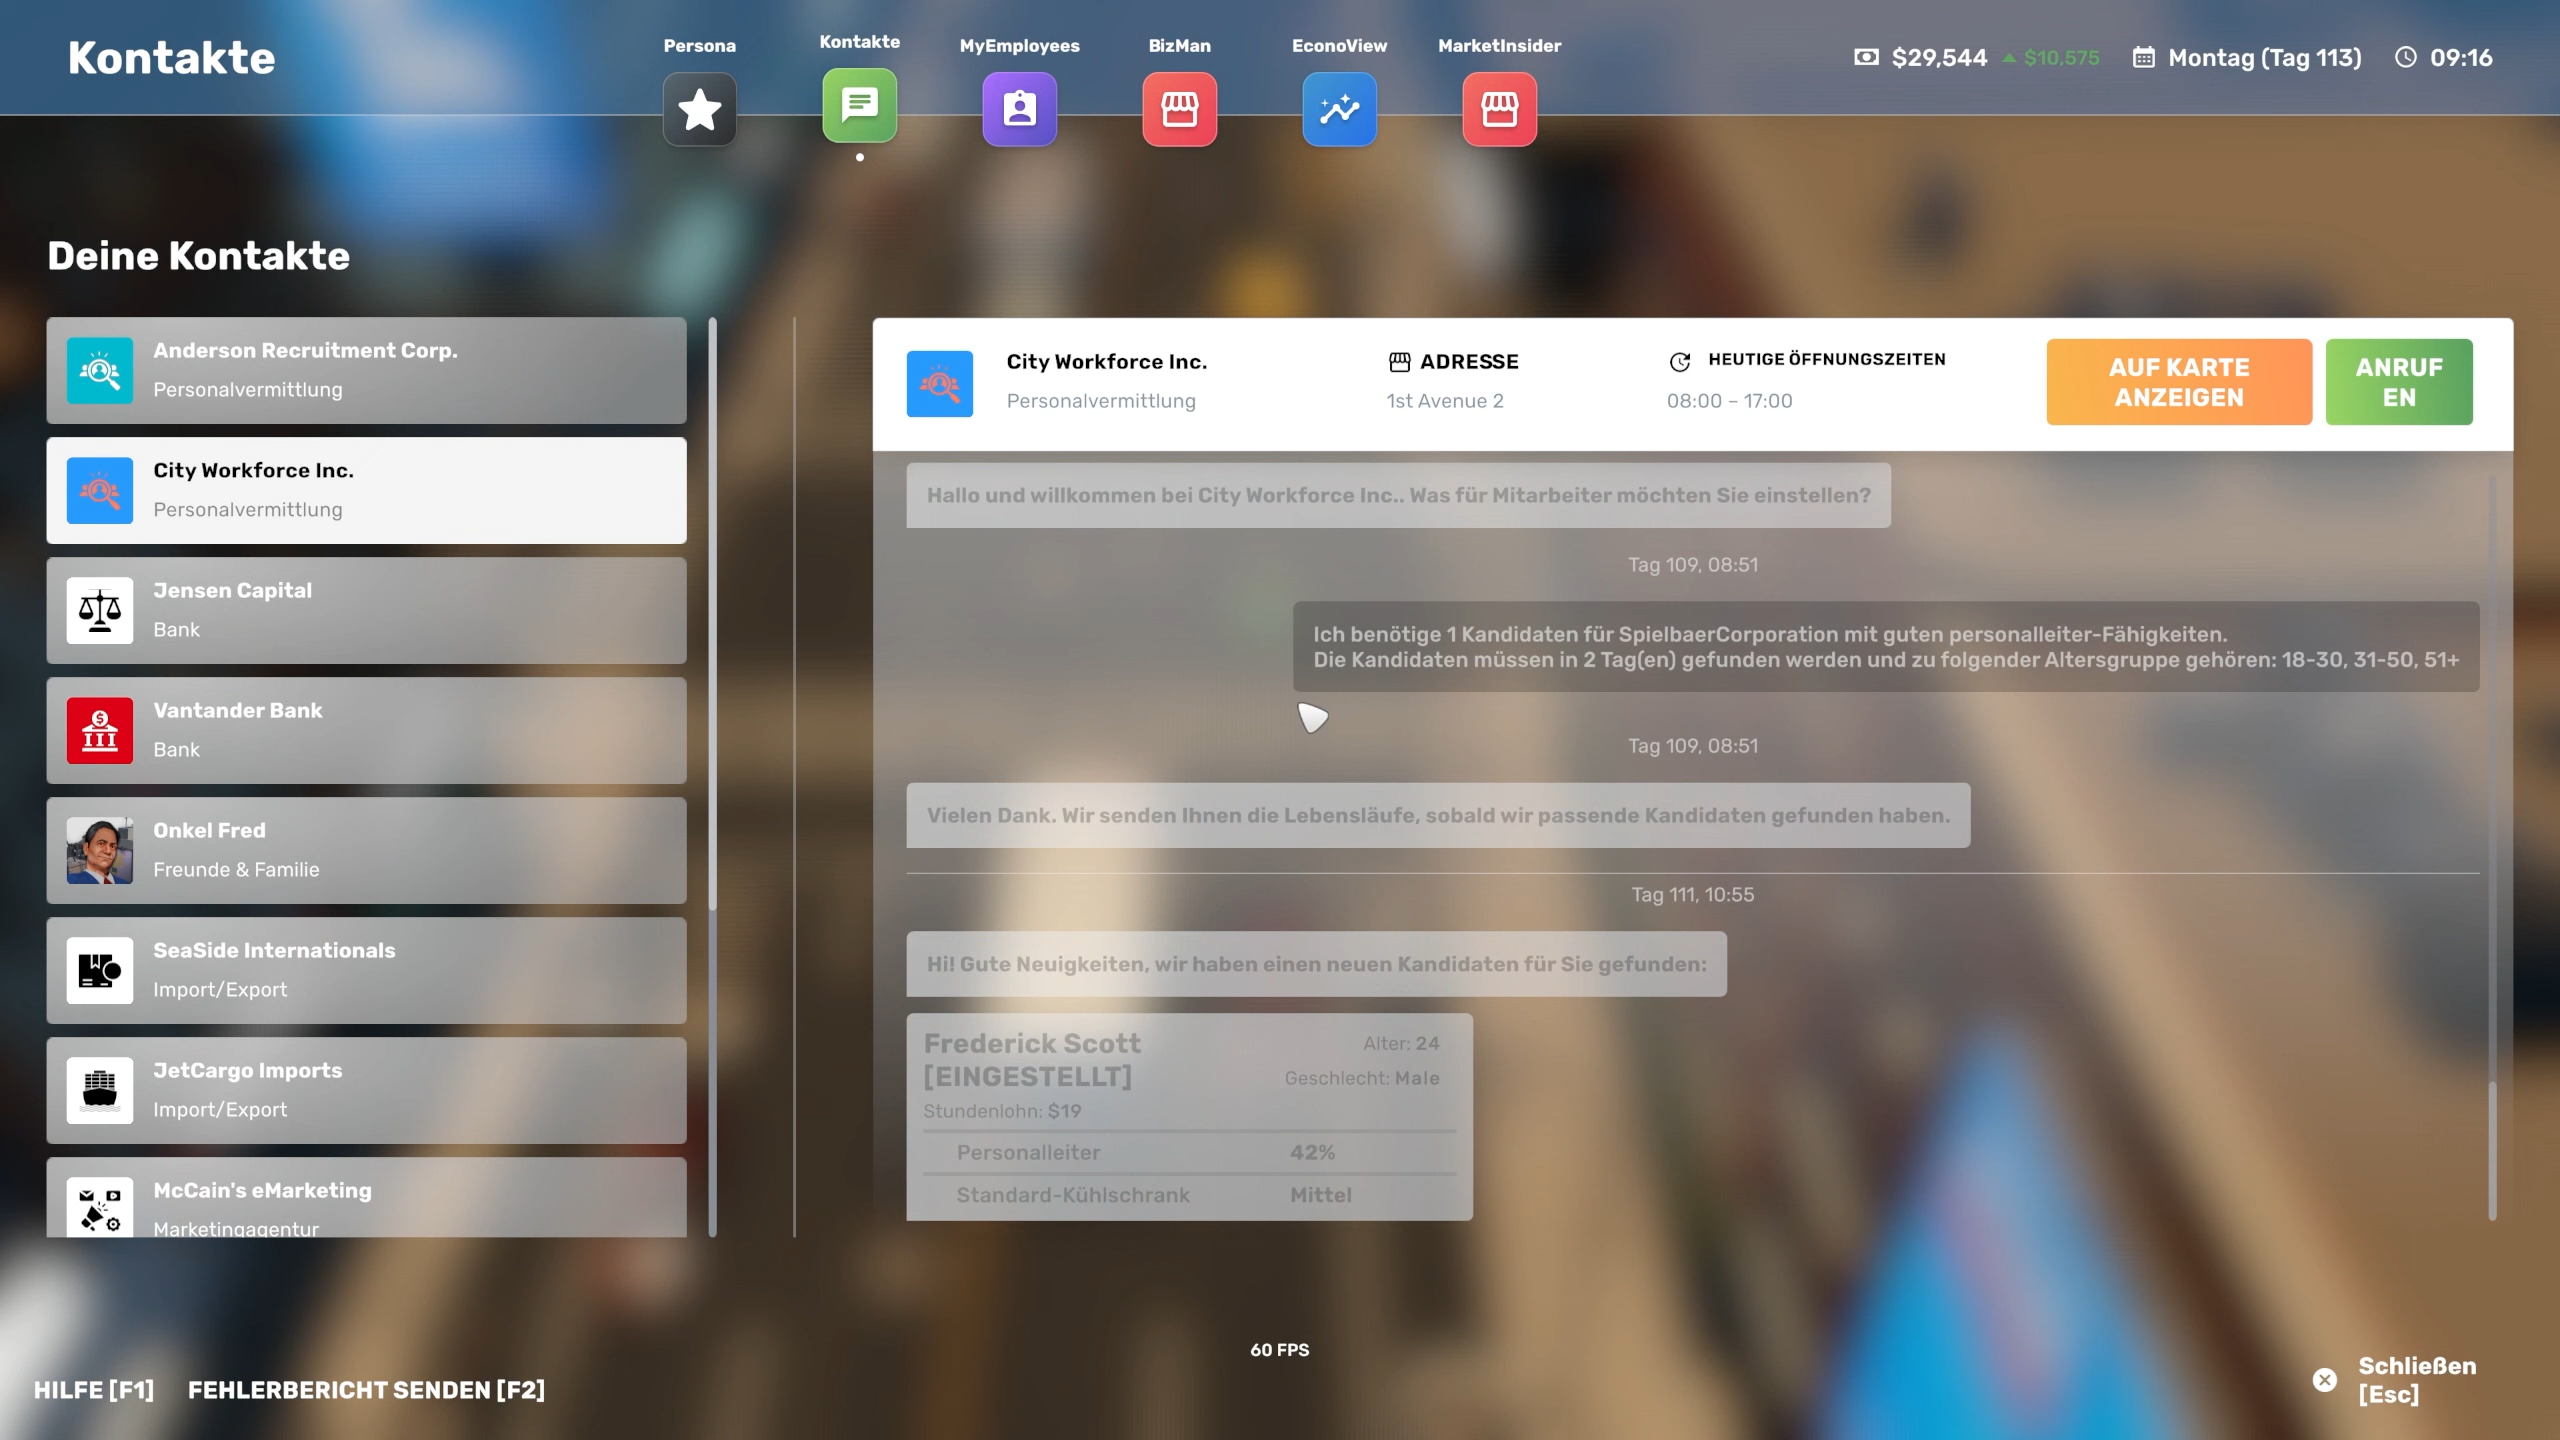 Kontakte
Persona
Kontakte
MyEmployees
BizMan
EconoView
MarketInsider
$29,544 $10,575 Montag (Tag 113) 09:16
Deine Kontakte
Anderson Recruitment Corp.
Personalvermittlung
City Workforce Inc.
Personalvermittlung
Jensen Capital
Bank
Vantander Bank
Bank
Onkel Fred
Freunde & Familie
SeaSide Internationals
Import/Export
JetCargo Imports
Import/Export
McCain's eMarketing
Marketingagentur
City Workforce Inc.
Personalvermittlung
ADRESSE
1st Avenue 2
HEUTIGE ÖFFNUNGSZEITEN
08:00 – 17:00
AUF KARTE
ANZEIGEN
ANRUF
EN
Hallo und willkommen bei City Workforce Inc.. Was für Mitarbeiter möchten Sie einstellen?
Tag 109, 08:51
Ich benötige 1 Kandidaten für SpielbaerCorporation mit guten personalleiter-Fähigkeiten.
Die Kandidaten müssen in 2 Tag(en) gefunden werden und zu folgender Altersgruppe gehören: 18-30, 31-50, 51+
Tag 109, 08:51
Vielen Dank. Wir senden Ihnen die Lebensläufe, sobald wir passende Kandidaten gefunden haben.
Tag 111, 10:55
Hi! Gute Neuigkeiten, wir haben einen neuen Kandidaten für Sie gefunden:
Frederick Scott
[EINGESTELLT]
Alter: 24
Geschlecht: Male
Stundenlohn: $19
Personalleiter 42%
Standard-Kühlschrank Mittel
60 FPS
HILFE [F1] FEHLERBERICHT SENDEN [F2]
Schließen
[Esc]